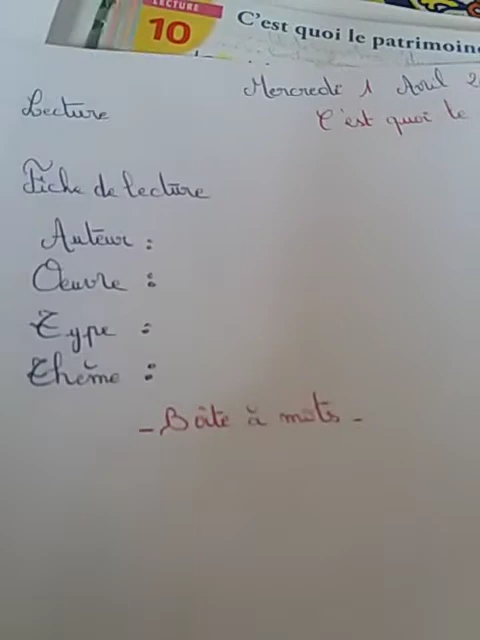 LECTURE
10
C'est quoi le patrimoine
Mercredi 1 Avril 2
Lecture
C'est quoi le
Fiche de lecture
Auteur :
Oeuvre :
Type :
Thème :
- Boîte à mots -